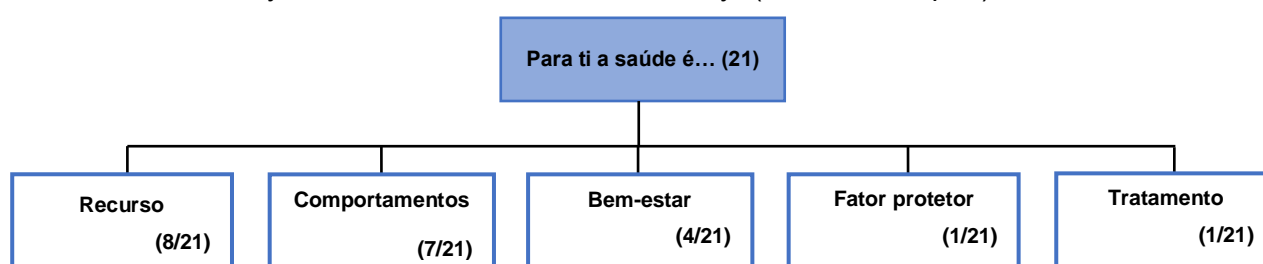 Para ti a saúde é… (21)
Recurso
(8/21)
Comportamentos
(7/21)
Bem-estar
(4/21)
Fator protetor
(1/21)
Tratamento
(1/21)